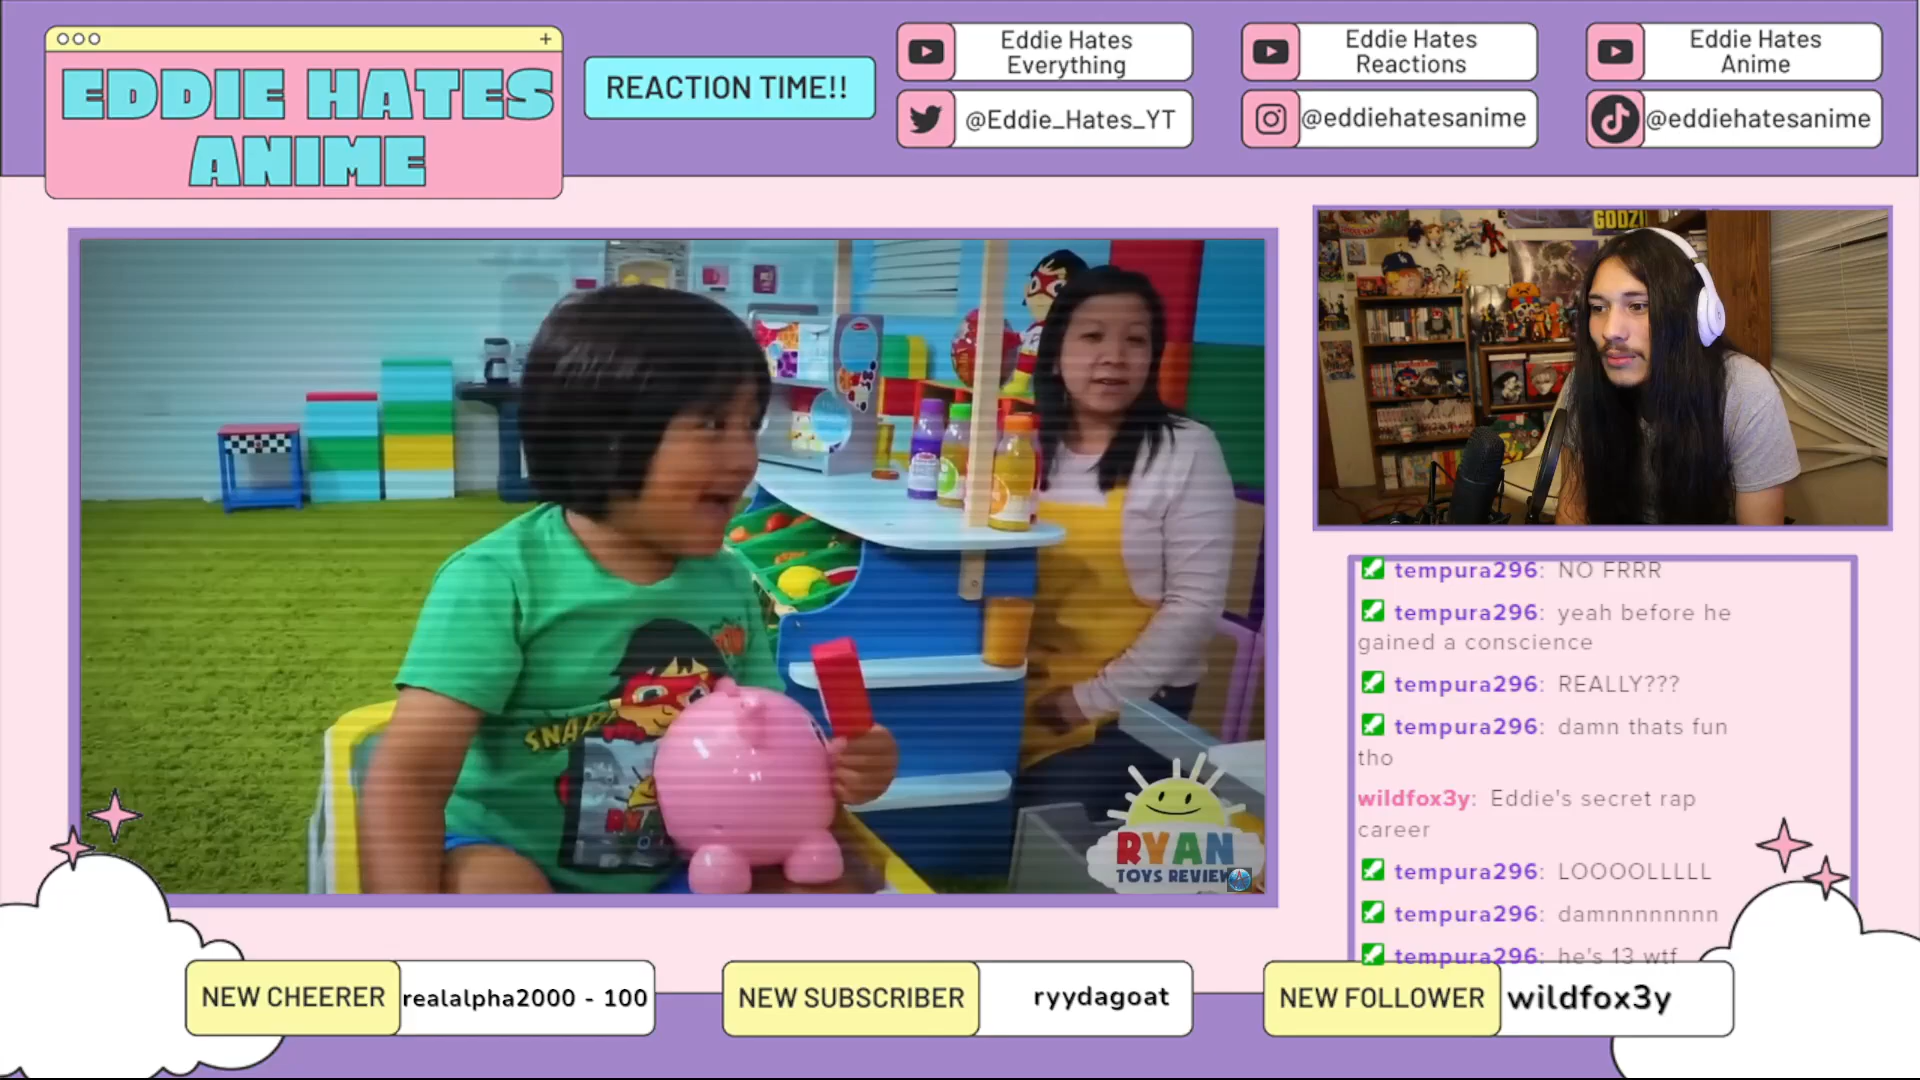 EDDIE HATES
ANIME
REACTION TIME!!
Eddie Hates
Everything
Eddie Hates
Reactions
Eddie Hates
Anime
@Eddie_Hates_YT
@eddiehatesanime
@eddiehatesanime
GODZI
RYAN
TOYS REVIEW
tempura296: NO FRRR
tempura296: yeah before he
gained a conscience
tempura296: REALLY???
tempura296: damn thats fun
tho
wildfox3y: Eddie's secret rap
career
tempura296: LOOOOLLLLL
tempura296: damnnnnnnnn
tempura296: he's 13 wtf
NEW CHEERER
realalpha2000 - 100
NEW SUBSCRIBER
ryydagoat
NEW FOLLOWER
wildfox3y